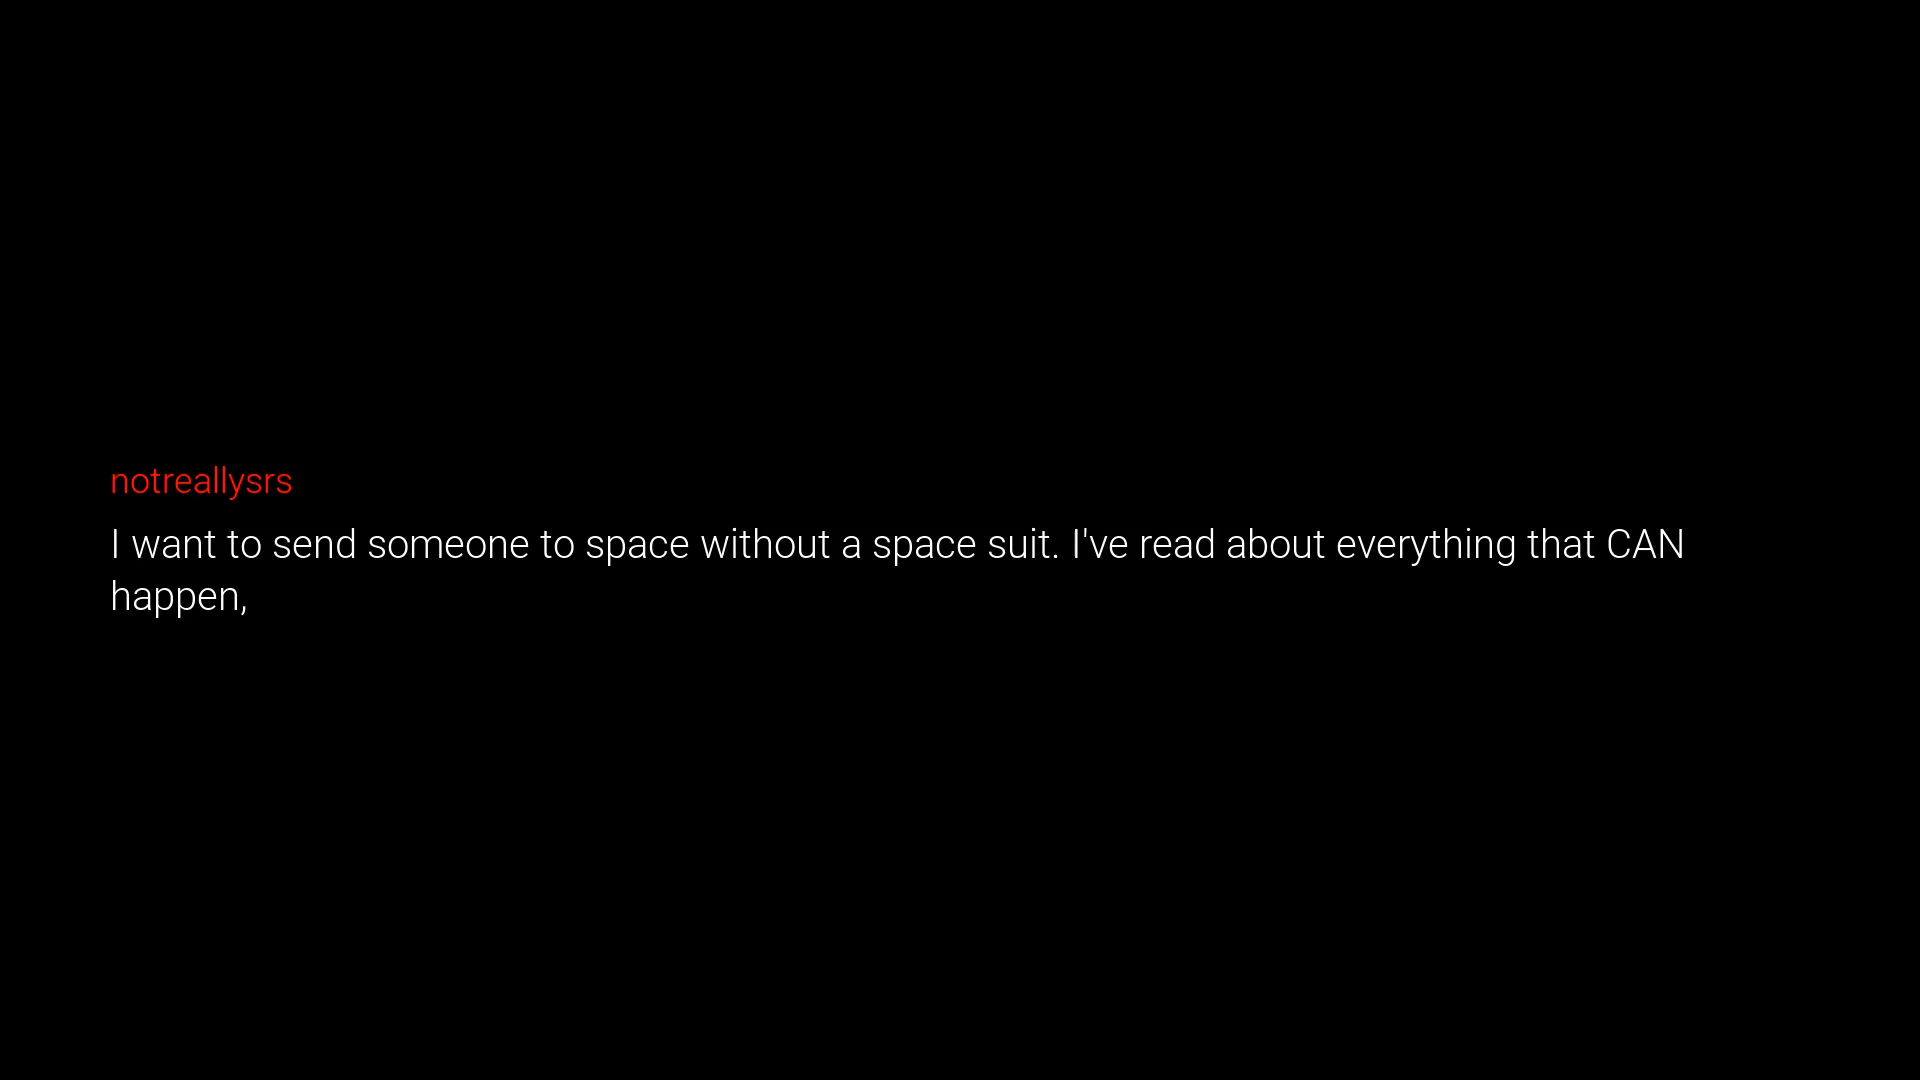 notreallysrs
I want to send someone to space without a space suit. I've read about everything that CAN
happen,